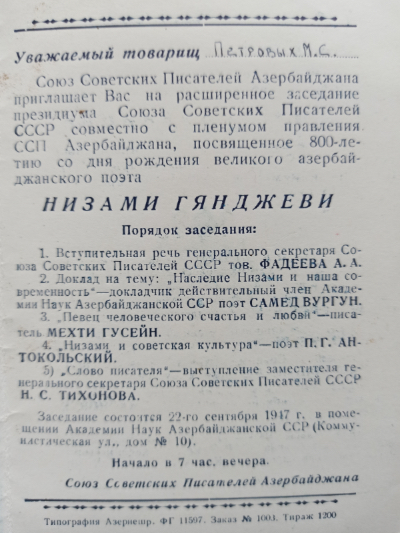 Уважаемый товарищ Петровых М.С.
Союз Советских Писателей Азербайджана
приглашает Вас на расширенное заседание
президиума Союза Советских Писателей
СССР совместно с пленумом правления
ССП Азербайджана, посвященное 800-ле-
тию со дня рождения великого азербай-
джанского поэта
НИЗАМИ ГЯНДЖЕВИ
Порядок заседания:
1. Вступительная речь генерального секретаря Со-
юза Советских Писателей СССР тов. ФАДЕЕВА А. А.
2. Доклад на тему: „Наследие Низами и наша со-
временность“—докладчик действительный член Акаде-
мии Наук Азербайджанской ССР поэт САМЕД ВУРГУН.
3. „Певец человеческого счастья и любви“—писа-
тель МЕХТИ ГУСЕЙН.
4. „Низами и советская культура“—поэт П. Г. АН-
ТОКОЛЬСКИЙ.
5) „Слово писателя“—выступление заместителя ге-
нерального секретаря Союза Советских Писателей СССР
Н. С. ТИХОНОВА.
Заседание состоится 22-го сентября 1947 г. в поме-
щении Академии Наук Азербайджанской ССР (Комму-
нистическая ул., дом № 10).
Начало в 7 час. вечера.
Союз Советских Писателей Азербайджана
Типография Азернешр. ФГ 11597. Заказ № 1003. Тираж 1200